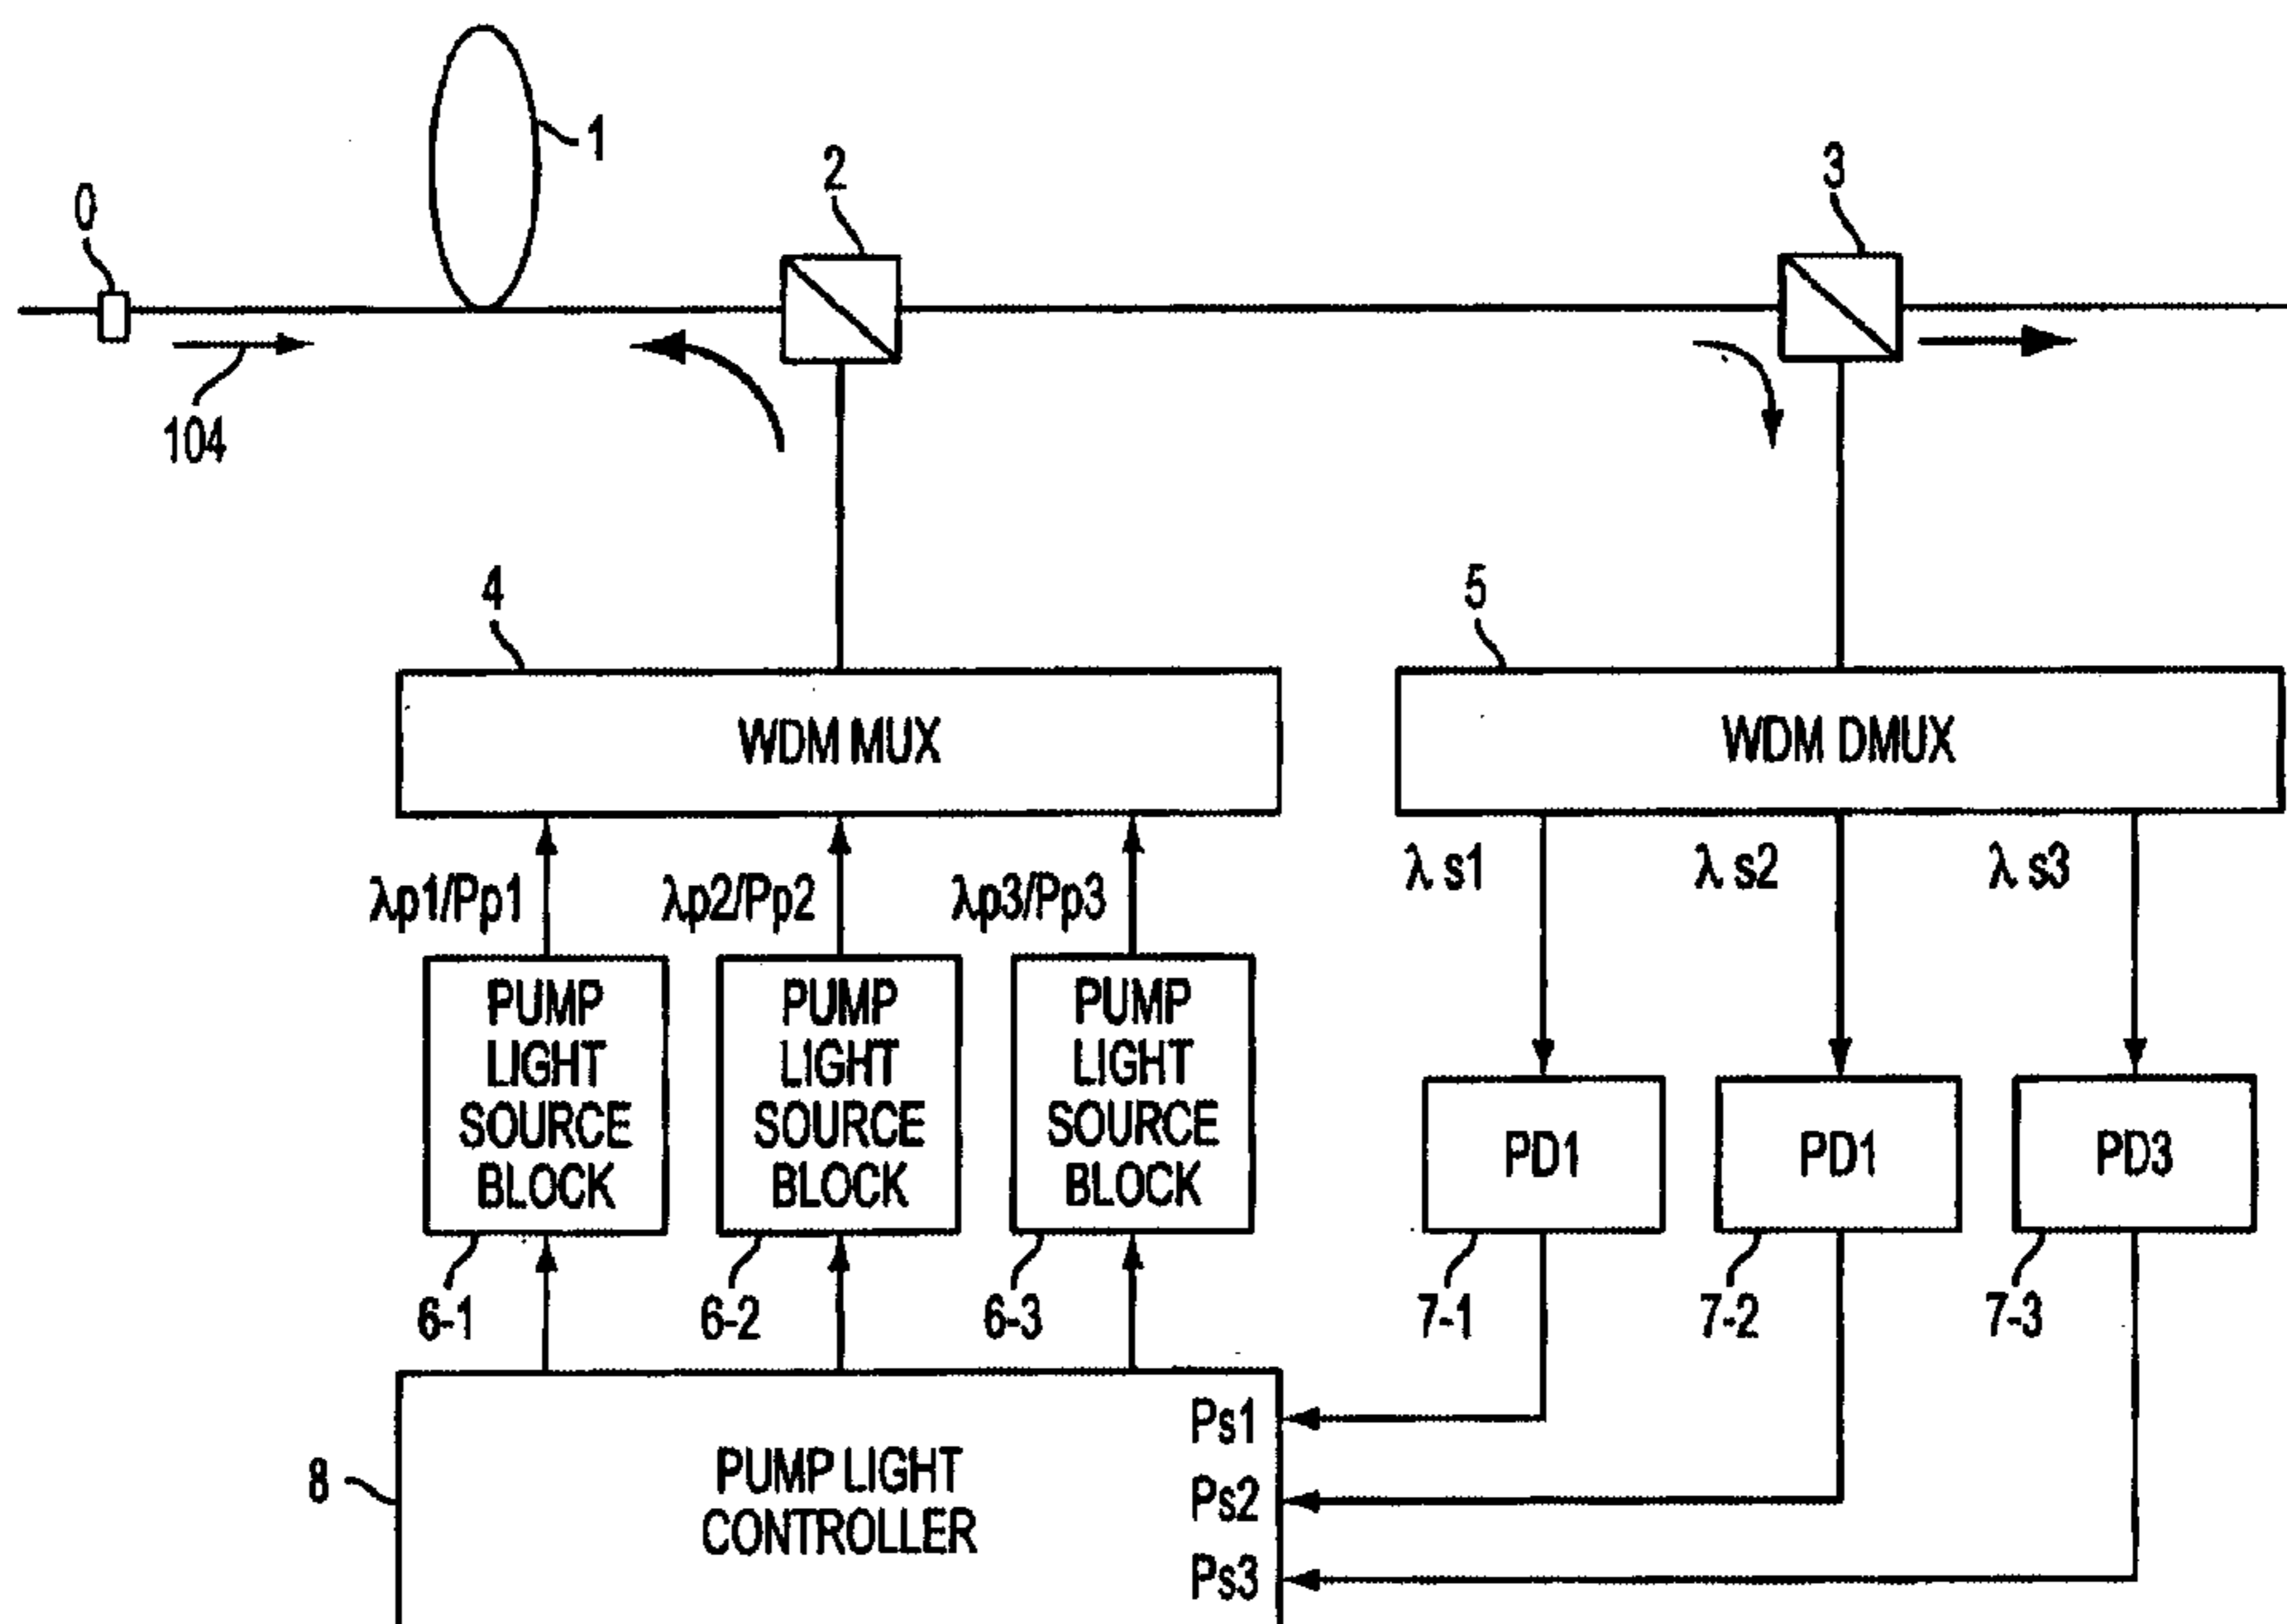 0
1
2
3
104
4
5
WDM MUX
WDM DMUX
λp1/Pp1
λp2/Pp2
λp3/Pp3
λ s1
λ s2
λ s3
PUMP
LIGHT
SOURCE
BLOCK
PUMP
LIGHT
SOURCE
BLOCK
PUMP
LIGHT
SOURCE
BLOCK
PD1
PD1
PD3
6-1
6-2
6-3
7-1
7-2
7-3
8
PUMP LIGHT
CONTROLLER
Ps1
Ps2
Ps3